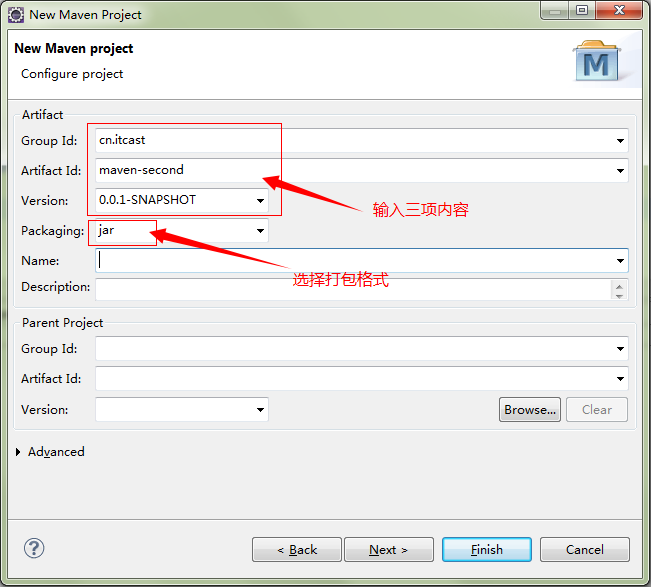 New Maven Project
New Maven project
Configure project
M
Artifact
Group Id: cn.itcast
Artifact Id: maven-second
Version: 0.0.1-SNAPSHOT
输入三项内容
Packaging: jar
Name:
选择打包格式
Description:
Parent Project
Group Id:
Artifact Id:
Version: Browse... Clear
Advanced
? < Back Next > Finish Cancel